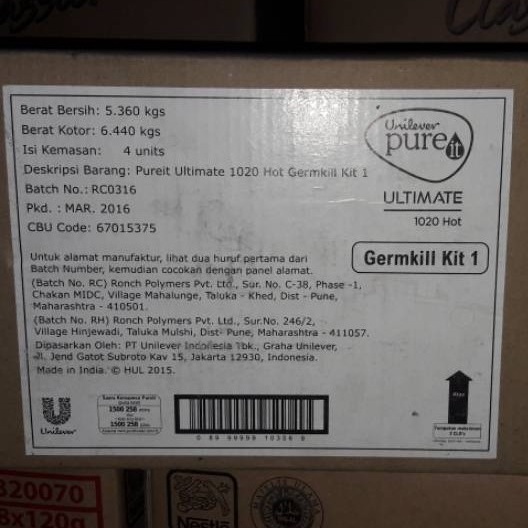 Berat Bersih: 5.360 kgs
Berat Kotor: 6.440 kgs
Isi Kemasan: 4 units
Deskripsi Barang: Pureit Ultimate 1020 Hot Germkill Kit 1
Batch No.: RC0316
Pkd. : MAR. 2016
CBU Code: 67015375
Unilever
pureit
ULTIMATE
1020 Hot
Germkill Kit 1
Untuk alamat manufaktur, lihat dua huruf pertama dari
Batch Number, kemudian cocokan dengan panel alamat.
(Batch No. RC) Ronch Polymers Pvt. Ltd., Sur. No. C-38, Phase -1,
Chakan MIDC, Village Mahalunge, Taluka - Khed, Dist - Pune,
Maharashtra - 410501.
(Batch No. RH) Ronch Polymers Pvt. Ltd., Sur.No. 246/2,
Village Hinjewadi, Taluka Mulshi, Dist- Pune, Maharashtra - 411057.
Dipasarkan Oleh: PT Unilever Indonesia Tbk., Graha Unilever,
Jl. Jend Gatot Subroto Kav 15, Jakarta 12930, Indonesia.
Made in India. © HUL 2015.
Unilever
Suara Konsumen Pureit
1500 258
1500 258
320070
8x120g
Nestlé